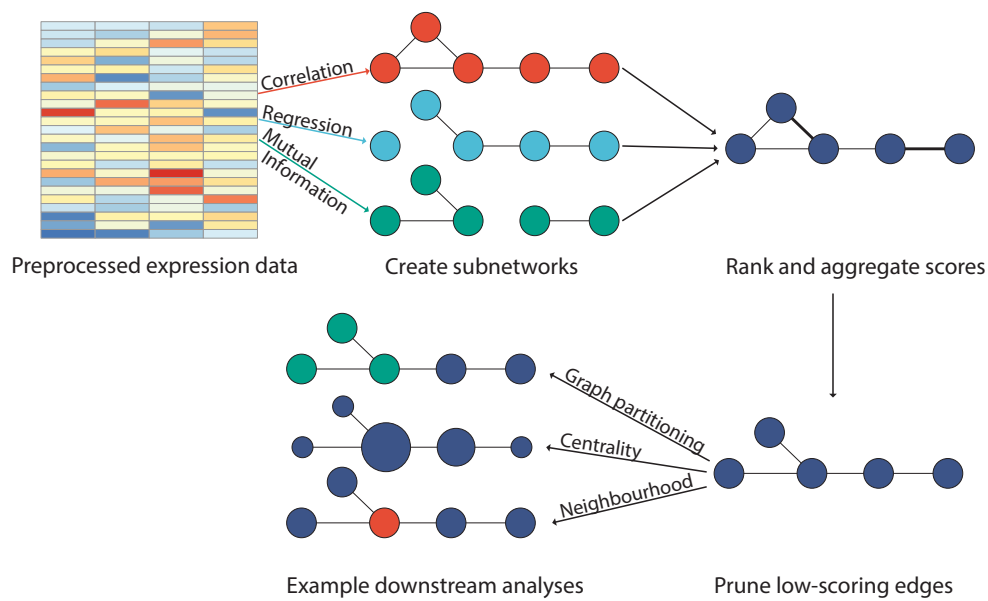 Correlation
Regression
Mutual
Information
Preprocessed expression data
Create subnetworks
Rank and aggregate scores
Graph partitioning
Centrality
Neighbourhood
Example downstream analyses
Prune low-scoring edges